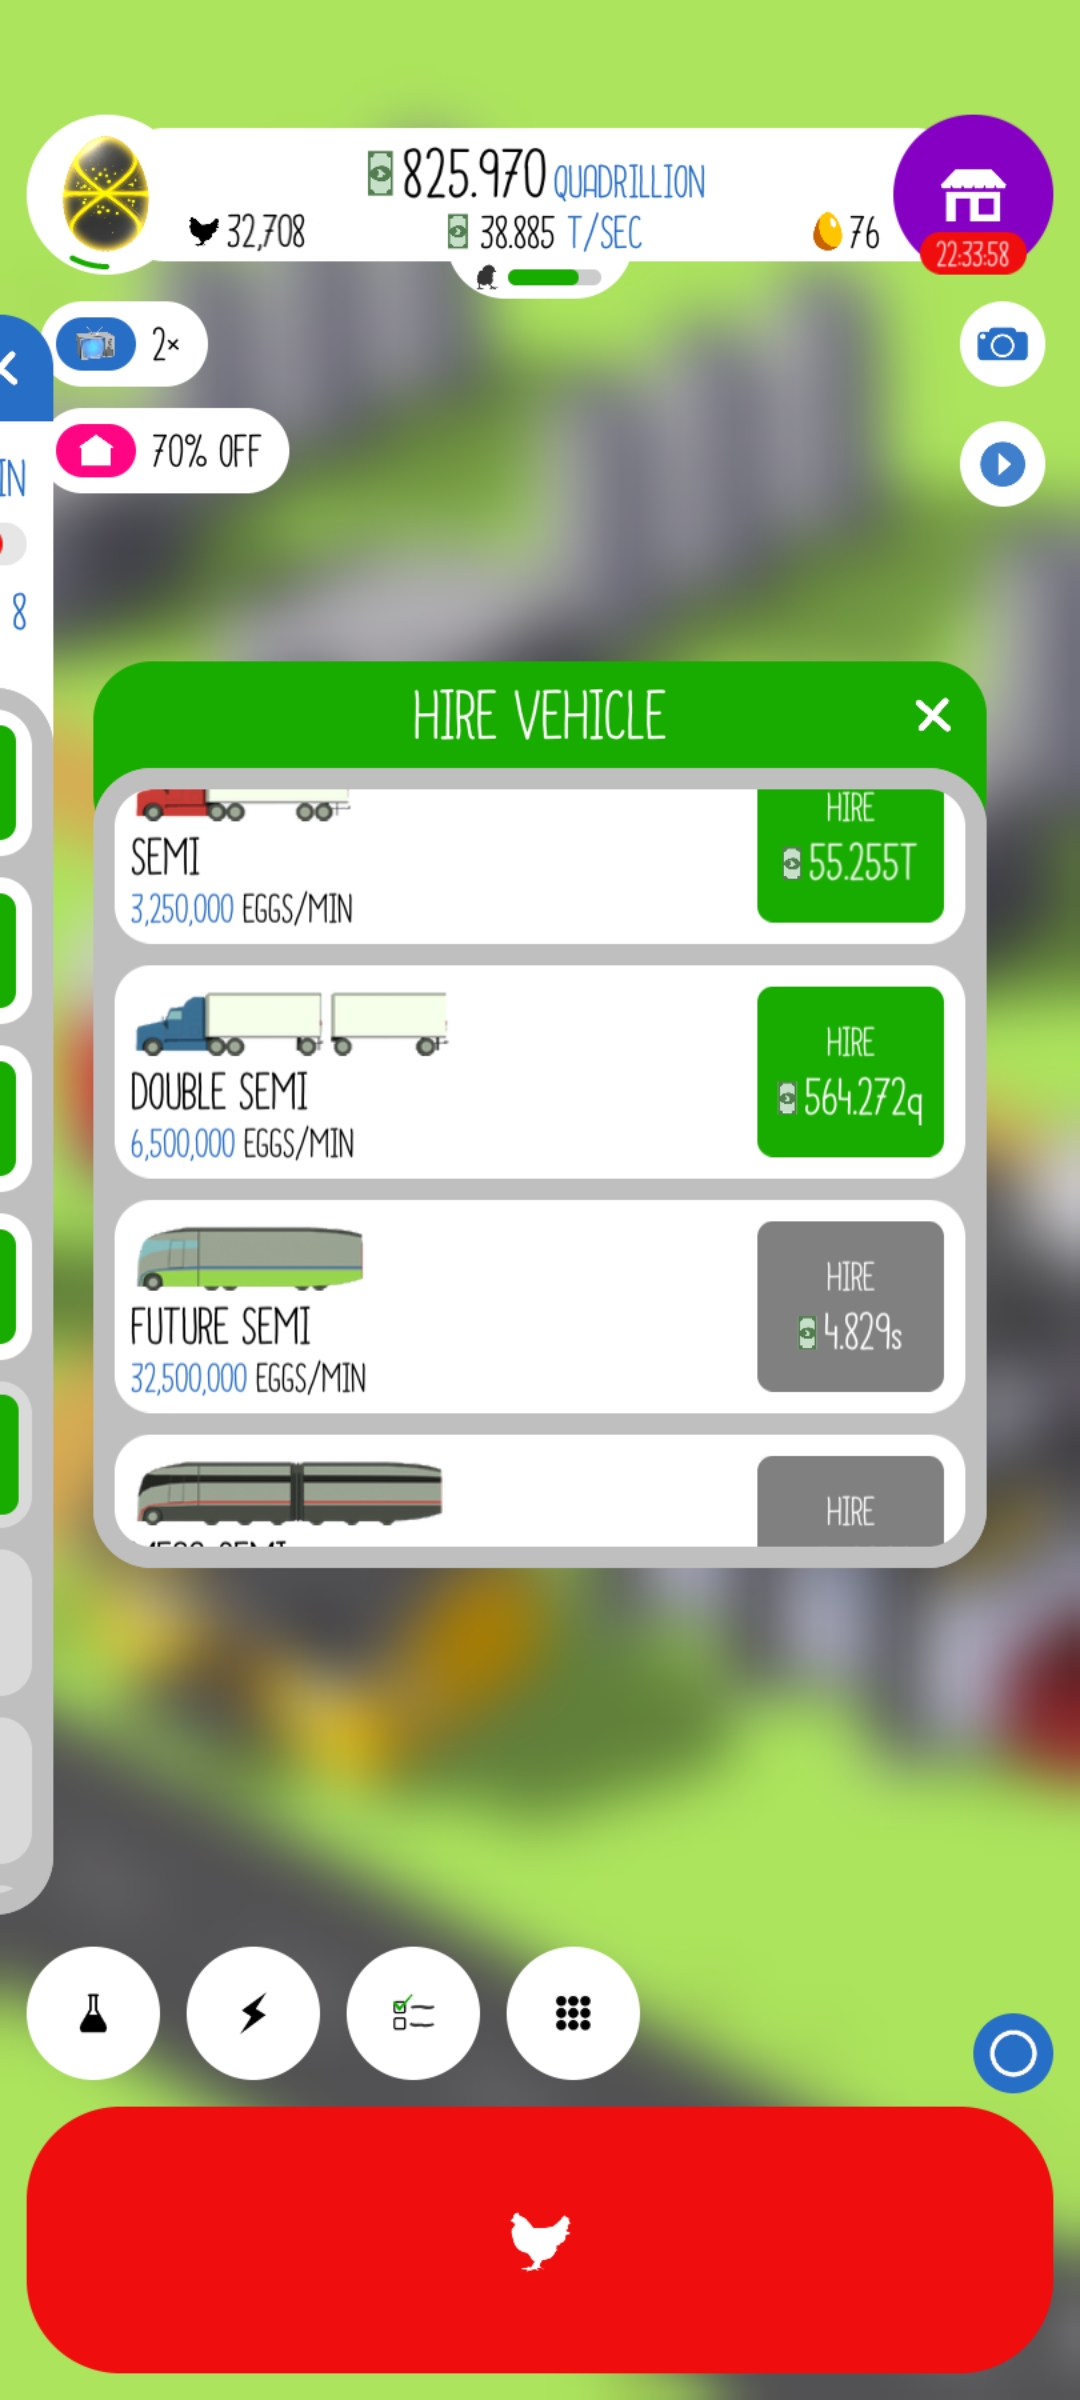 825.970 QUADRILLION
32,708
38.885 T/SEC
76
22:33:58
2×
70% OFF
IN
8
HIRE VEHICLE
HIRE
SEMI
55.255T
3,250,000 EGGS/MIN
HIRE
DOUBLE SEMI
564.272q
6,500,000 EGGS/MIN
HIRE
FUTURE SEMI
4.829s
32,500,000 EGGS/MIN
HIRE